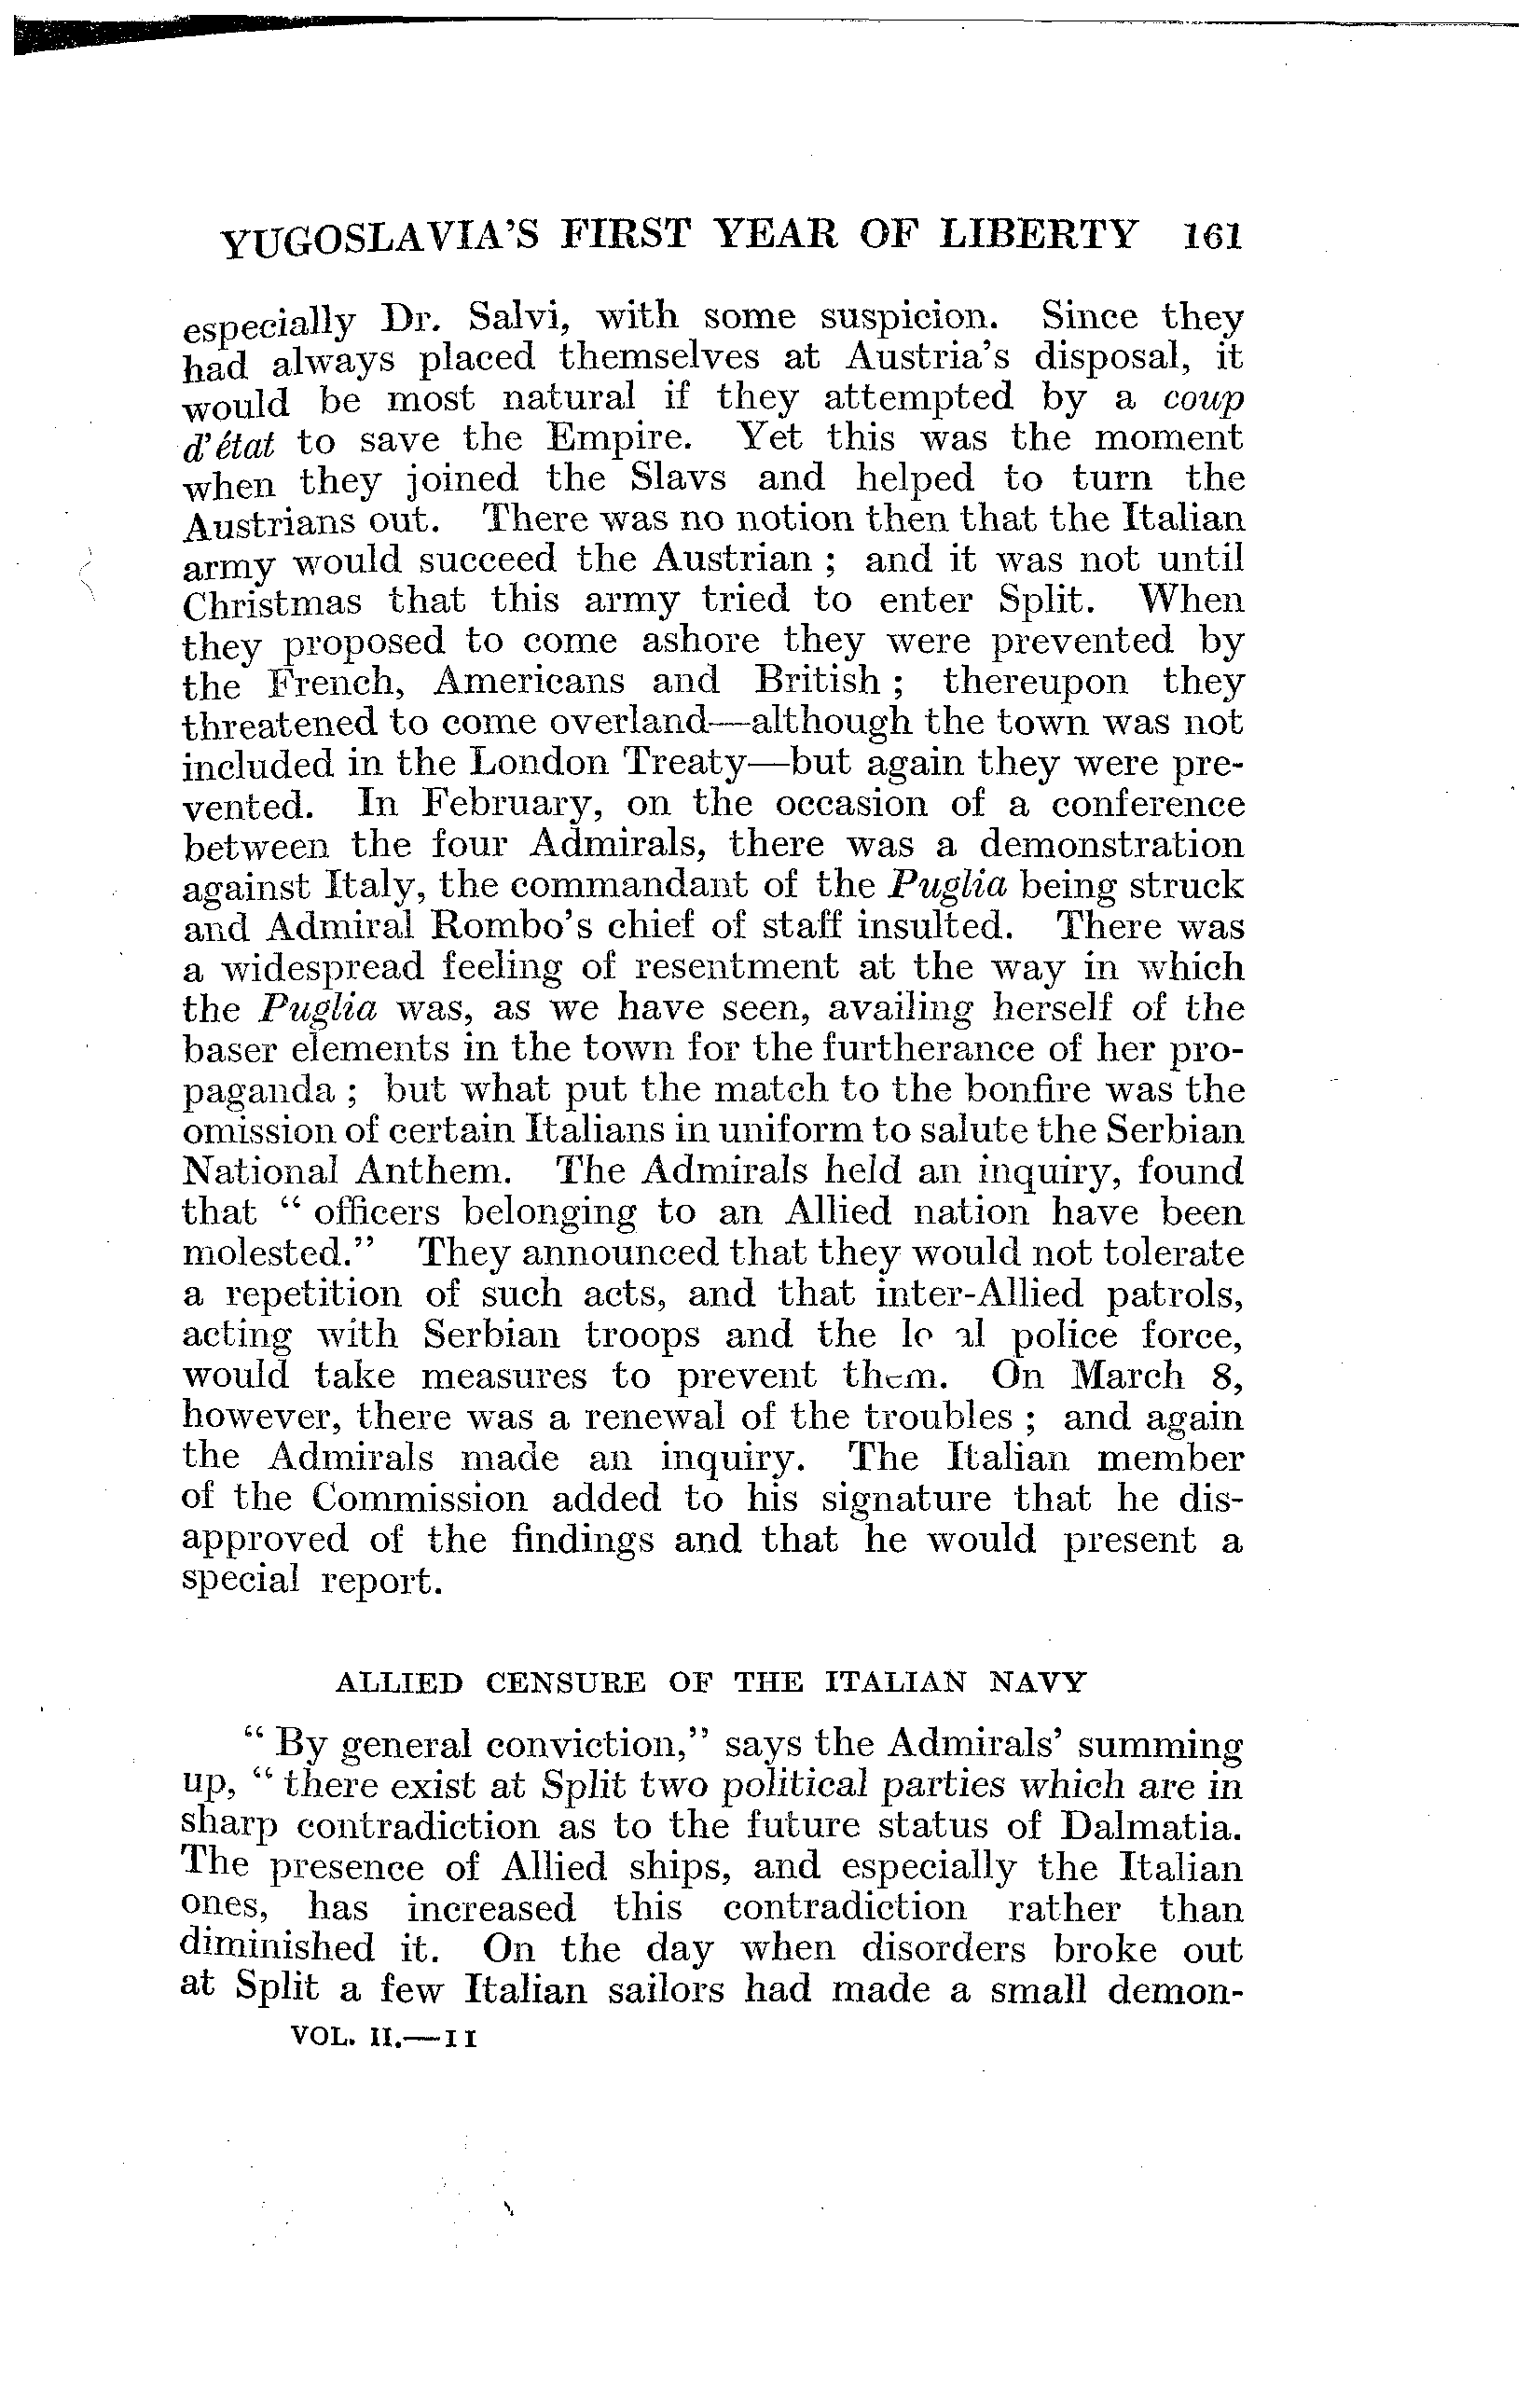 YUGOSLAVIA'S FIRST YEAR OF LIBERTY 161
especially Dr. Salvi, with some suspicion. Since they
had always placed themselves at Austria's disposal, it
would be most natural if they attempted by a coup
d'état to save the Empire. Yet this was the moment
when they joined the Slavs and helped to turn the
Austrians out. There was no notion then that the Italian
army would succeed the Austrian ; and it was not until
Christmas that this army tried to enter Split. When
they proposed to come ashore they were prevented by
the French, Americans and British ; thereupon they
threatened to come overland—although the town was not
included in the London Treaty—but again they were pre-
vented. In February, on the occasion of a conference
between the four Admirals, there was a demonstration
against Italy, the commandant of the Puglia being struck
and Admiral Rombo's chief of staff insulted. There was
a widespread feeling of resentment at the way in which
the Puglia was, as we have seen, availing herself of the
baser elements in the town for the furtherance of her pro-
paganda ; but what put the match to the bonfire was the
omission of certain Italians in uniform to salute the Serbian
National Anthem. The Admirals held an inquiry, found
that " officers belonging to an Allied nation have been
molested." They announced that they would not tolerate
a repetition of such acts, and that inter-Allied patrols,
acting with Serbian troops and the local police force,
would take measures to prevent them. On March 8,
however, there was a renewal of the troubles ; and again
the Admirals made an inquiry. The Italian member
of the Commission added to his signature that he dis-
approved of the findings and that he would present a
special report.
ALLIED CENSURE OF THE ITALIAN NAVY
" By general conviction," says the Admirals' summing
up, " there exist at Split two political parties which are in
sharp contradiction as to the future status of Dalmatia.
The presence of Allied ships, and especially the Italian
ones, has increased this contradiction rather than
diminished it. On the day when disorders broke out
at Split a few Italian sailors had made a small demon-
VOL. II.—II